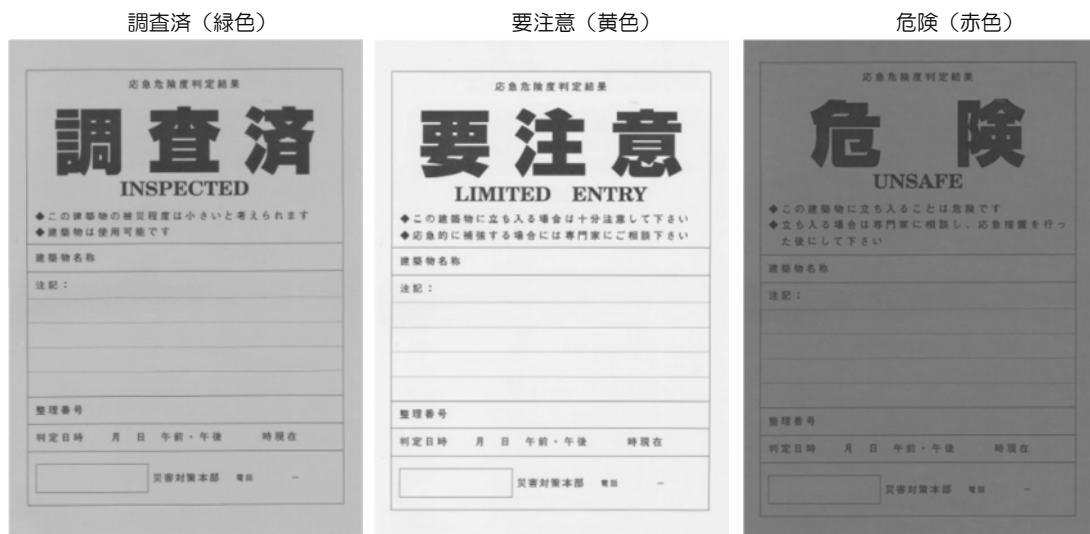 調査済（緑色）
応急危険度判定結果
調査済
INSPECTED
◆この建築物の被災程度は小さいと考えられます
◆建築物は使用可能です
建築物名称
注記：
整理番号
判定日時　月　日　午前・午後　時現在
災害対策本部　電話　－
要注意（黄色）
応急危険度判定結果
要注意
LIMITED ENTRY
◆この建築物に立ち入る場合は十分注意して下さい
◆応急的に補強する場合には専門家にご相談下さい
建築物名称
注記：
整理番号
判定日時　月　日　午前・午後　時現在
災害対策本部　電話　－
危険（赤色）
応急危険度判定結果
危険
UNSAFE
◆この建築物に立ち入ることは危険です
◆立ち入る場合は専門家に相談し、応急措置を行っ
た後にして下さい
建築物名称
注記：
整理番号
判定日時　月　日　午前・午後　時現在
災害対策本部　電話　－